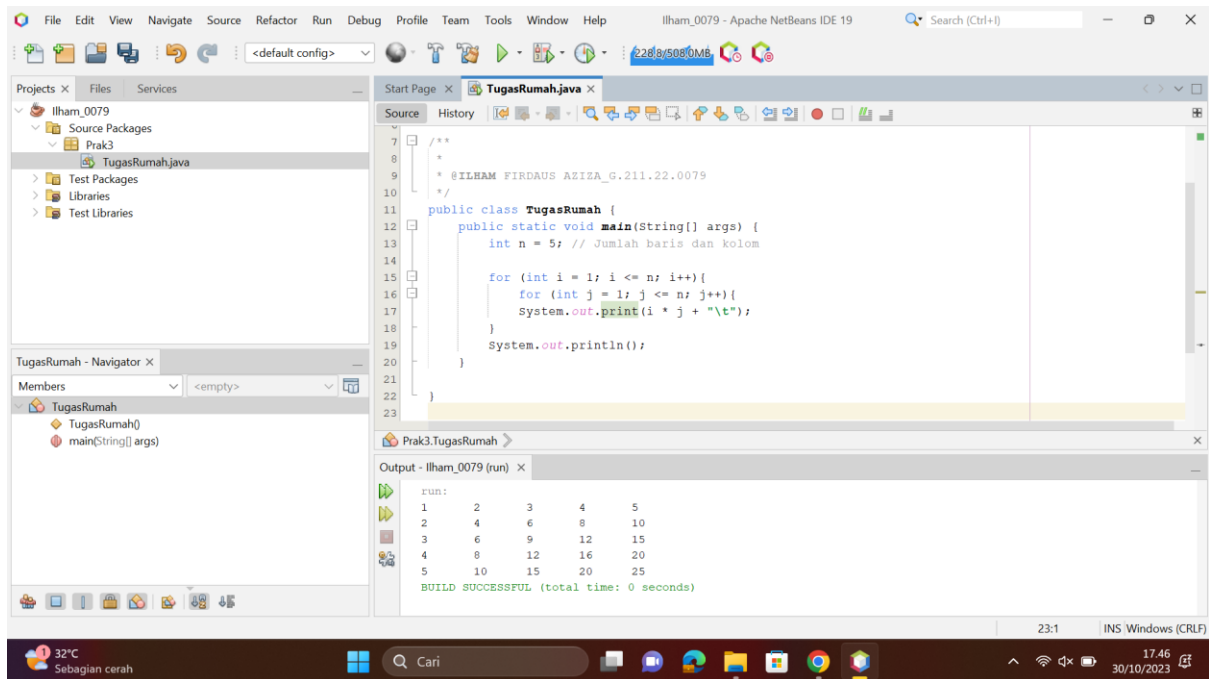 File Edit View Navigate Source Refactor Run Debug Profile Team Tools Window Help Ilham_0079 - Apache NetBeans IDE 19 Search (Ctrl+I)
<default config> 228,8/508,0MB
Projects Files Services
Ilham_0079
Source Packages
Prak3
TugasRumah.java
Test Packages
Libraries
Test Libraries
TugasRumah - Navigator
Members <empty>
TugasRumah
TugasRumah()
main(String[] args)
Start Page TugasRumah.java
Source History
7 /**
8 *
9 * @ILHAM FIRDAUS AZIZA_G.211.22.0079
10 */
11 public class TugasRumah {
12 public static void main(String[] args) {
13 int n = 5; // Jumlah baris dan kolom
14
15 for (int i = 1; i <= n; i++){
16 for (int j = 1; j <= n; j++){
17 System.out.print(i * j + "\t");
18 }
19 System.out.println();
20 }
21
22 }
23
Prak3.TugasRumah
Output - Ilham_0079 (run)
run:
1 2 3 4 5
2 4 6 8 10
3 6 9 12 15
4 8 12 16 20
5 10 15 20 25
BUILD SUCCESSFUL (total time: 0 seconds)
23:1 INS Windows (CRLF)
1 32°C
Sebagian cerah
Cari
17.46
30/10/2023